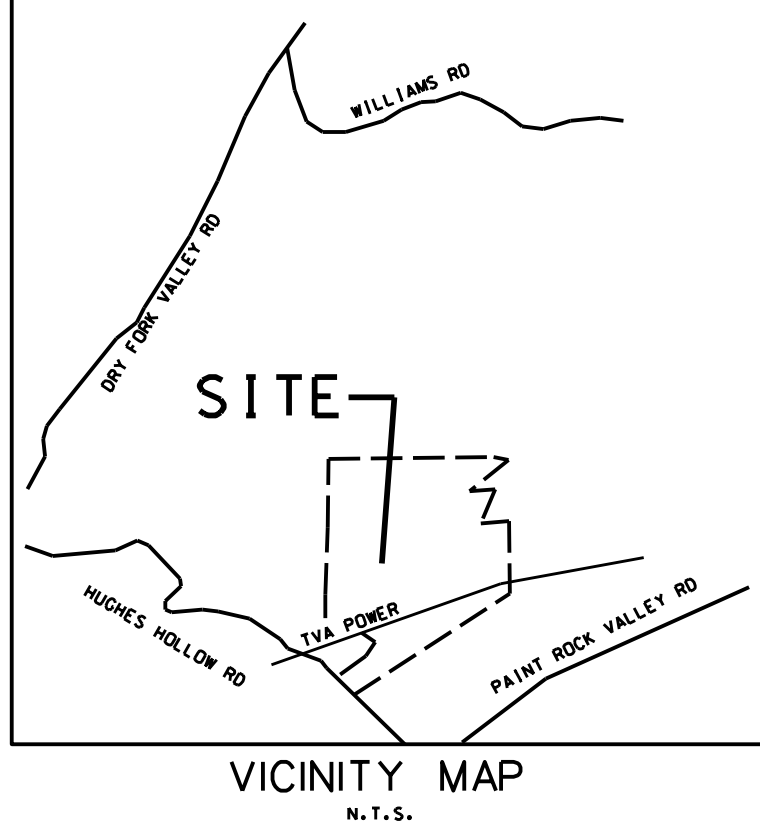 WILLIAMS RD
DRY FORK VALLEY RD
SITE
HUGHES HOLLOW RD
TVA POWER
PAINT ROCK VALLEY RD
VICINITY MAP
N.T.S.